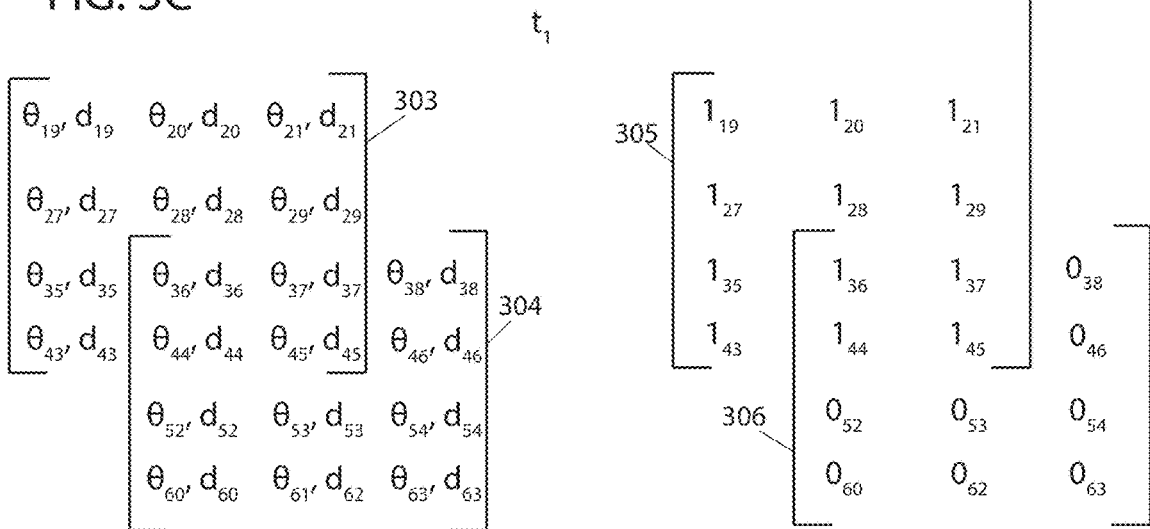 FIG. 3C
t₁
θ₁₉, d₁₉ θ₂₀, d₂₀ θ₂₁, d₂₁ 303 1₁₉ 1₂₀ 1₂₁
305
θ₂₇, d₂₇ θ₂₈, d₂₈ θ₂₉, d₂₉ 1₂₇ 1₂₈ 1₂₉
θ₃₅, d₃₅ θ₃₆, d₃₆ θ₃₇, d₃₇ θ₃₈, d₃₈ 1₃₅ 1₃₆ 1₃₇ 0₃₈
304
θ₄₃, d₄₃ θ₄₄, d₄₄ θ₄₅, d₄₅ θ₄₆, d₄₆ 1₄₃ 1₄₄ 1₄₅ 0₄₆
θ₅₂, d₅₂ θ₅₃, d₅₃ θ₅₄, d₅₄ 306 0₅₂ 0₅₃ 0₅₄
θ₆₀, d₆₀ θ₆₁, d₆₂ θ₆₃, d₆₃ 0₆₀ 0₆₂ 0₆₃